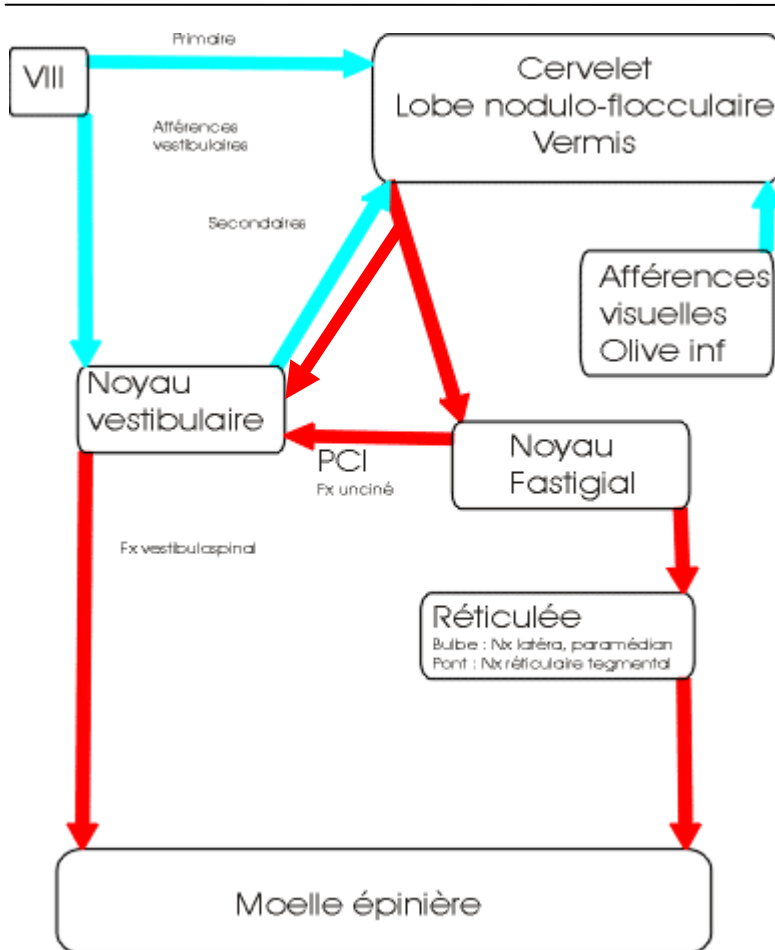 Primaire
VIII
Cervelet
Lobe nodulo-flocculaire
Vermis
Afférences
vestibulaires
Secondaires
Afférences
visuelles
Olive inf
Noyau
vestibulaire
PCI
Fx unciné
Noyau
Fastigial
Fx vestibulospinal
Réticulée
Bulbe : Nx latéra, paramédian
Pont : Nx réticulaire tegmental
Moelle épinière